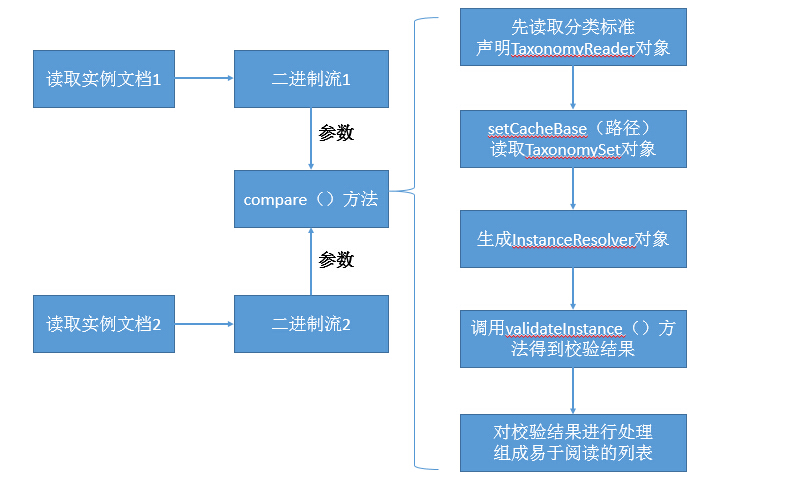 读取实例文档1
二进制流1
参数
compare（）方法
参数
读取实例文档2
二进制流2
先读取分类标准
声明TaxonomyReader对象
setCacheBase（路径）
读取TaxonomySet对象
生成InstanceResolver对象
调用validateInstance（）方
法得到校验结果
对校验结果进行处理
组成易于阅读的列表